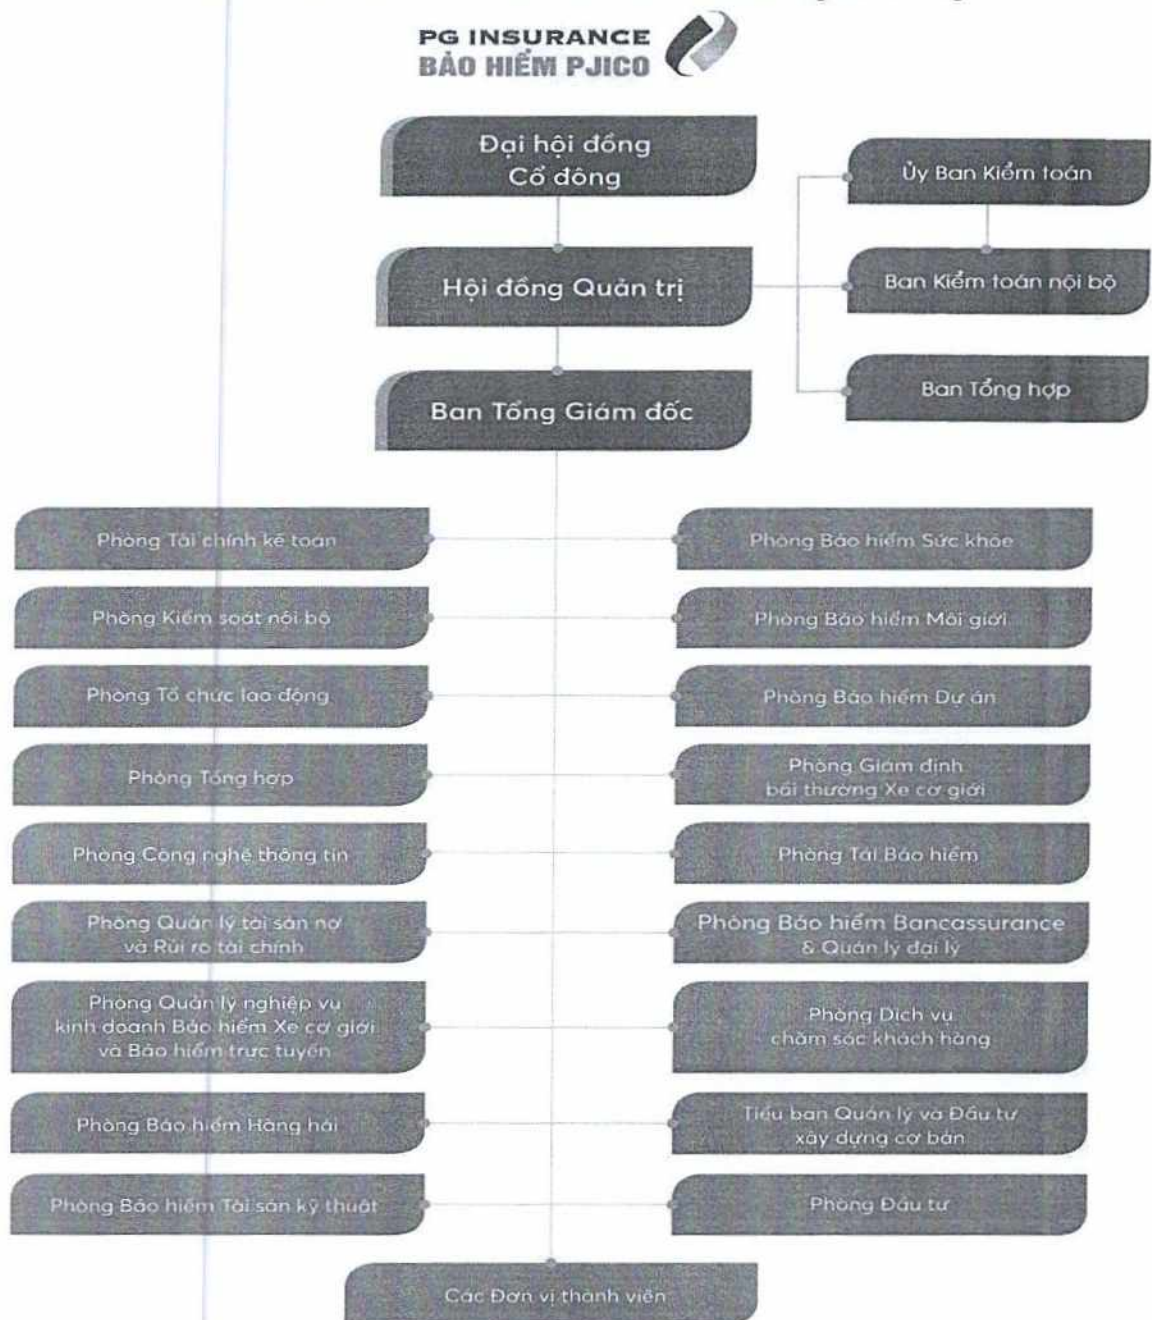 PG INSURANCE
BẢO HIỂM PJICO
Đại hội đồng
Cổ đông
Ủy Ban Kiểm toán
Hội đồng Quản trị
Ban Kiểm toán nội bộ
Ban Tổng Giám đốc
Ban Tổng hợp
Phòng Tài chính kế toán
Phòng Bảo hiểm Sức khỏe
Phòng Kiểm soát nội bộ
Phòng Bảo hiểm Môi giới
Phòng Tổ chức lao động
Phòng Bảo hiểm Dự án
Phòng Tổng hợp
Phòng Giám định
bồi thường Xe cơ giới
Phòng Công nghệ thông tin
Phòng Tái Bảo hiểm
Phòng Quản lý tài sản nợ
và Rủi ro tài chính
Phòng Bảo hiểm Bancassurance
& Quản lý đại lý
Phòng Quản lý nghiệp vụ
kinh doanh Bảo hiểm Xe cơ giới
và Bảo hiểm trực tuyến
Phòng Dịch vụ
chăm sóc khách hàng
Phòng Bảo hiểm Hàng hải
Tiểu ban Quản lý và Đầu tư
xây dựng cơ bản
Phòng Bảo hiểm Tài sản kỹ thuật
Phòng Đầu tư
Các Đơn vị thành viên